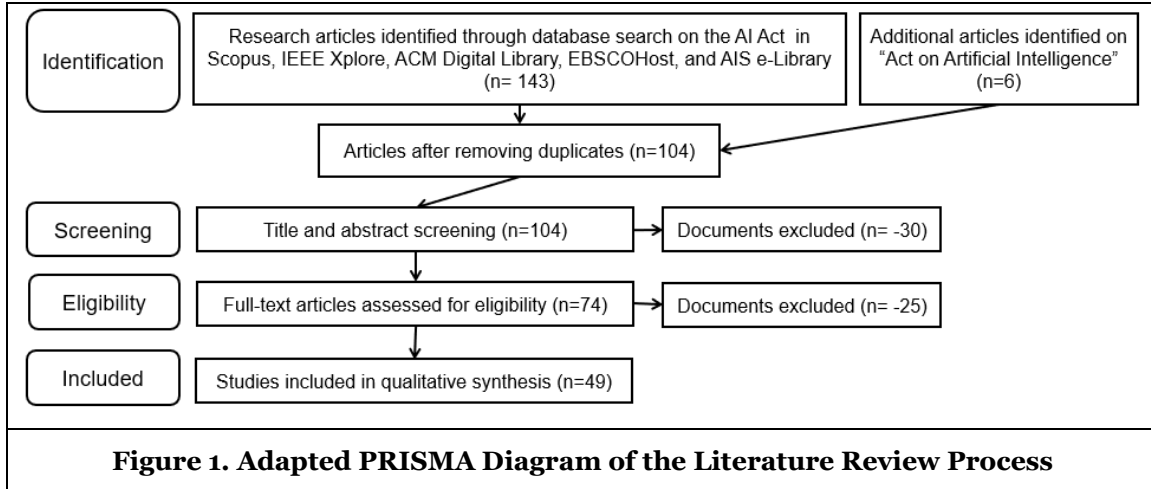 Identification
Research articles identified through database search on the AI Act in
Scopus, IEEE Xplore, ACM Digital Library, EBSCOHost, and AIS e-Library
(n= 143)
Additional articles identified on
“Act on Artificial Intelligence”
(n=6)
Articles after removing duplicates (n=104)
Screening
Title and abstract screening (n=104)
Documents excluded (n= -30)
Eligibility
Full-text articles assessed for eligibility (n=74)
Documents excluded (n= -25)
Included
Studies included in qualitative synthesis (n=49)
Figure 1. Adapted PRISMA Diagram of the Literature Review Process